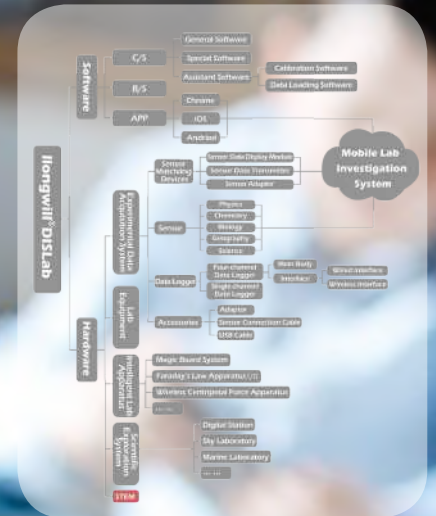 llongwill® DISLab
Software
C/S
General Software
Special Software
Assistant Software
Calibration Software
Data Loading Software
B/S
APP
Chrome
iOS
Android
Mobile Lab
Investigation
System
Hardware
Experimental Data
Acquisition System
Sensor
Matching
Devices
Sensor Data Display Module
Sensor Data Transmitter
Sensor Adaptor
Sensor
Physics
Chemistry
Biology
Geography
Science
Data Logger
Four-channel
Data Logger
Main Body
Interface
Wired Interface
Wireless Interface
Single-channel
Data Logger
Accessories
Adaptor
Sensor Connection Cable
USB Cable
Lab
Equipment
Intelligent Lab
Apparatus
Magic Board System
Faraday's Law Apparatus
Wireless Centripetal Force Apparatus
... ...
Scientific
Exploration
System
Digital Station
Sky Laboratory
Marine Laboratory
... ...
STEM